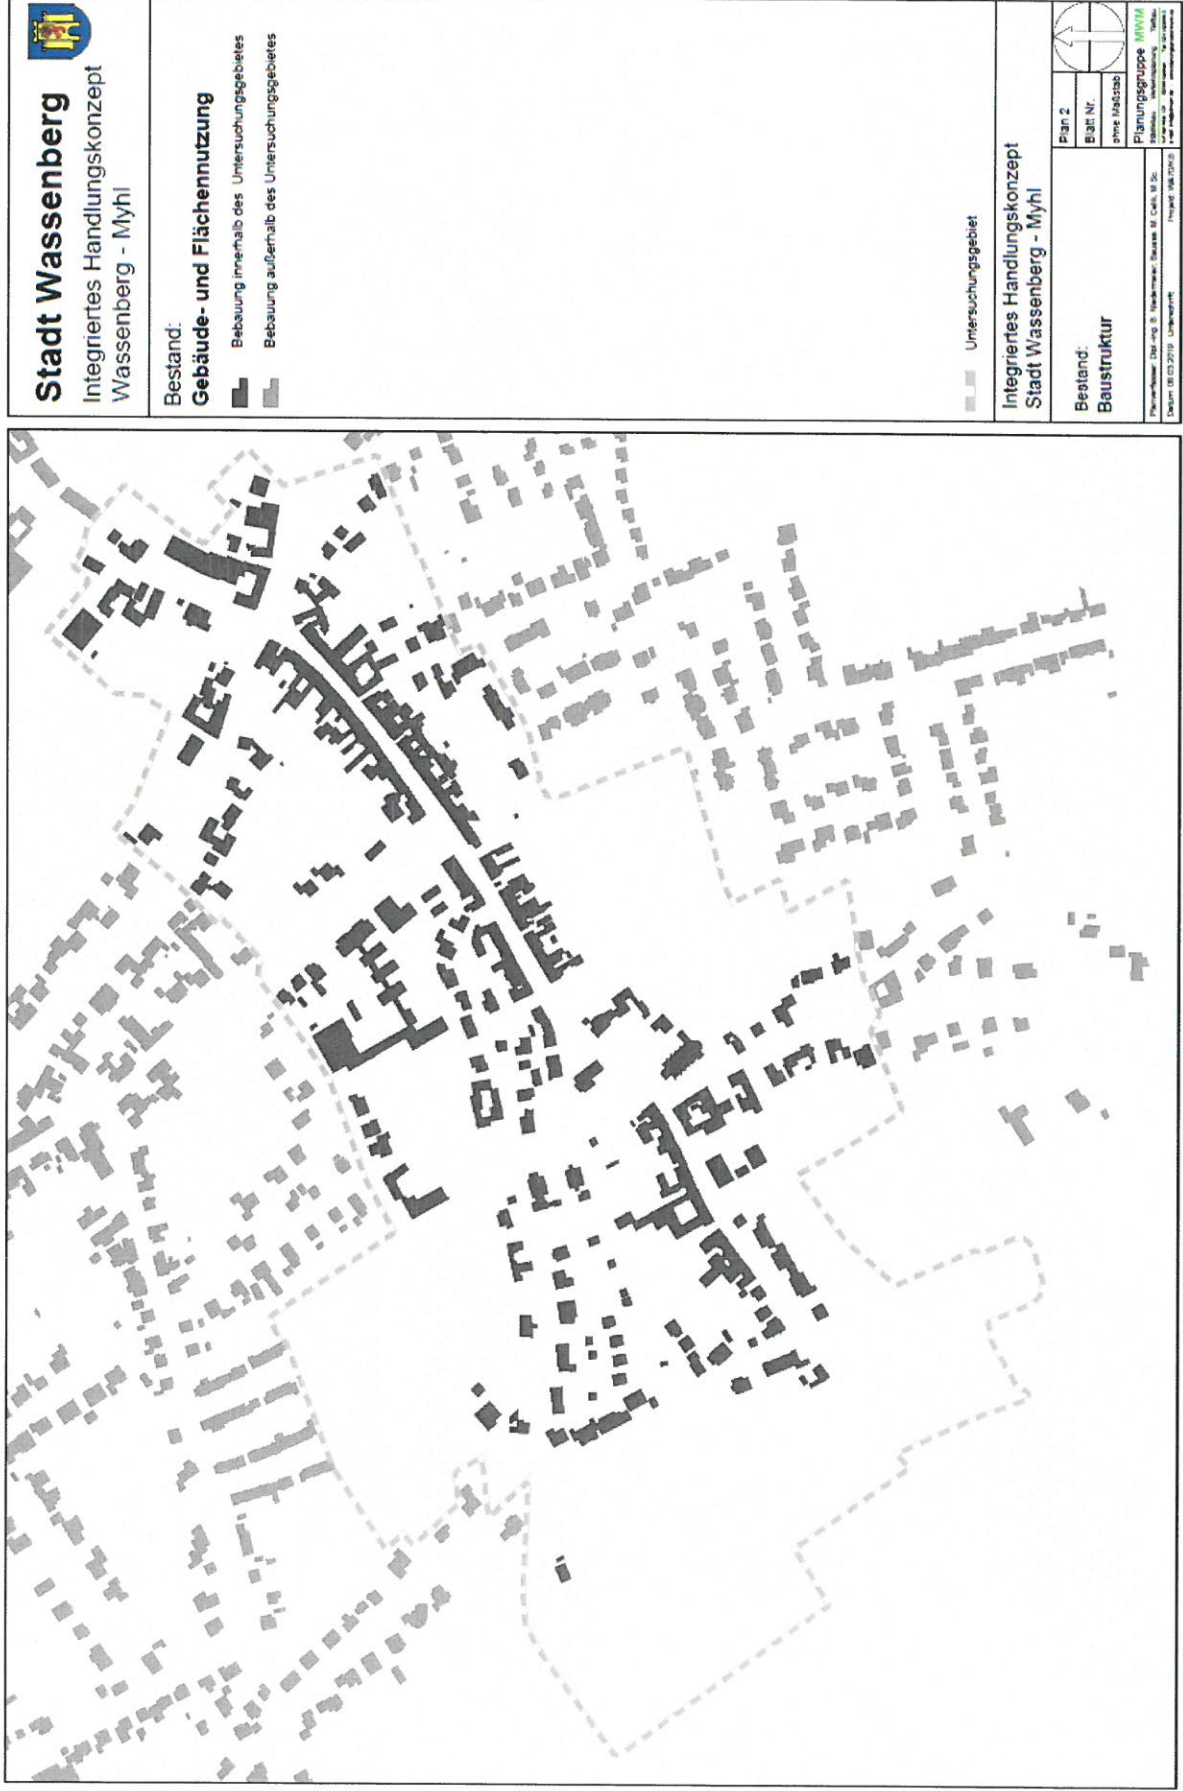 Stadt Wassenberg
Integriertes Handlungskonzept
Wassenberg - Myhl
Bestand:
Gebäude- und Flächennutzung
Bebauung innerhalb des Untersuchungsgebietes
Bebauung außerhalb des Untersuchungsgebietes
Untersuchungsgebiet
Integriertes Handlungskonzept
Stadt Wassenberg - Myhl
Bestand:
Baustruktur
Plan 2
Blatt Nr.
ohne Maßstab
Planungsgruppe MWM